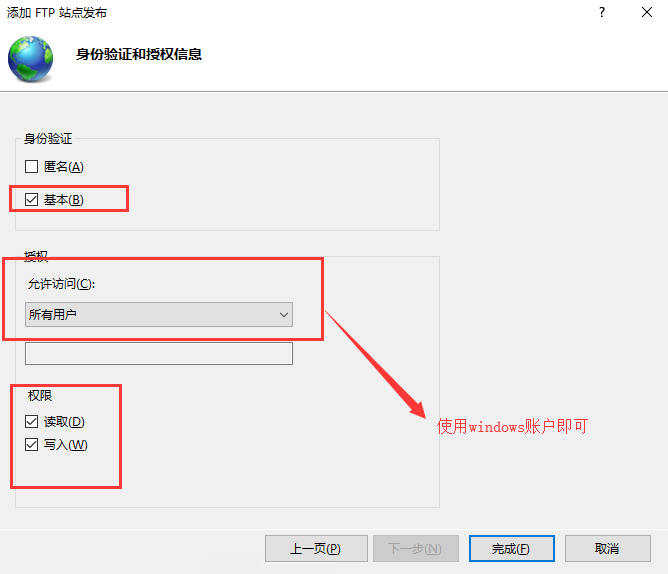 添加 FTP 站点发布
身份验证和授权信息
身份验证
匿名(A)
基本(B)
授权
允许访问(C):
所有用户
权限
读取(D)
写入(W)
使用windows账户即可
上一页(P)
下一步(N)
完成(F)
取消